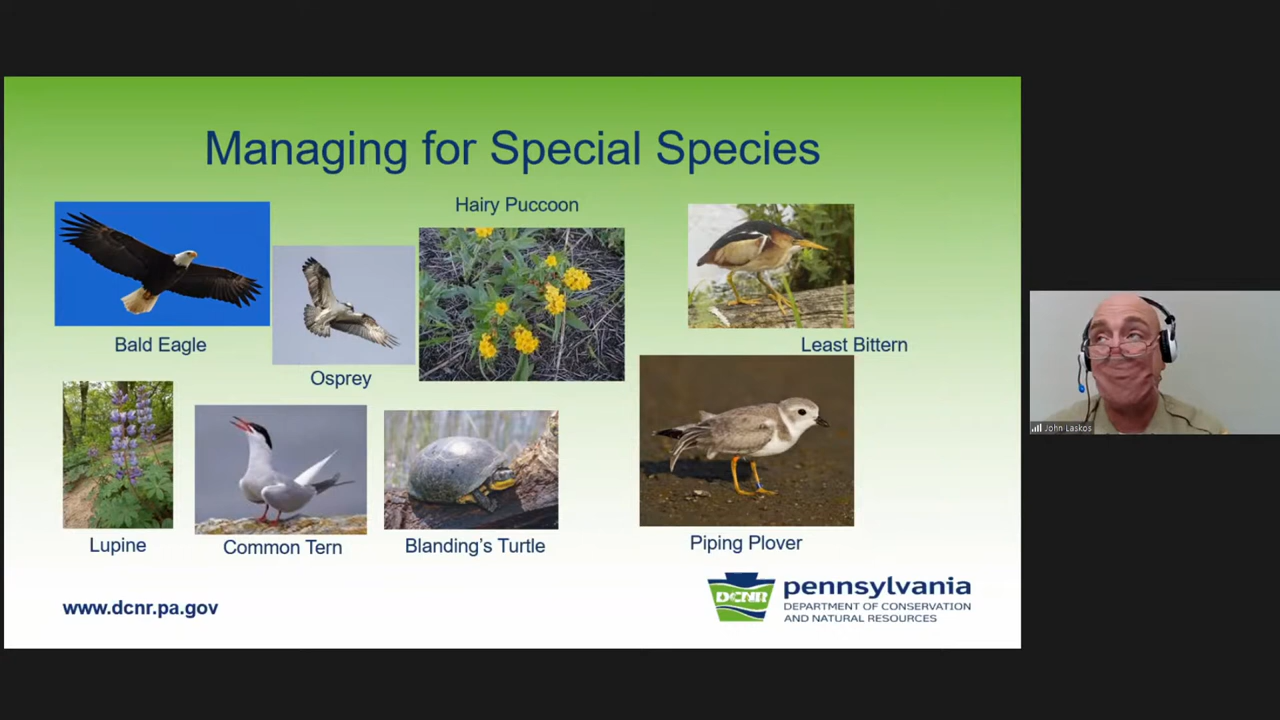 Managing for Special Species
Hairy Puccoon
Bald Eagle
Least Bittern
Osprey
Lupine
Common Tern
Blanding's Turtle
Piping Plover
www.dcnr.pa.gov
DCNR
pennsylvania
DEPARTMENT OF CONSERVATION
AND NATURAL RESOURCES
John Laskos